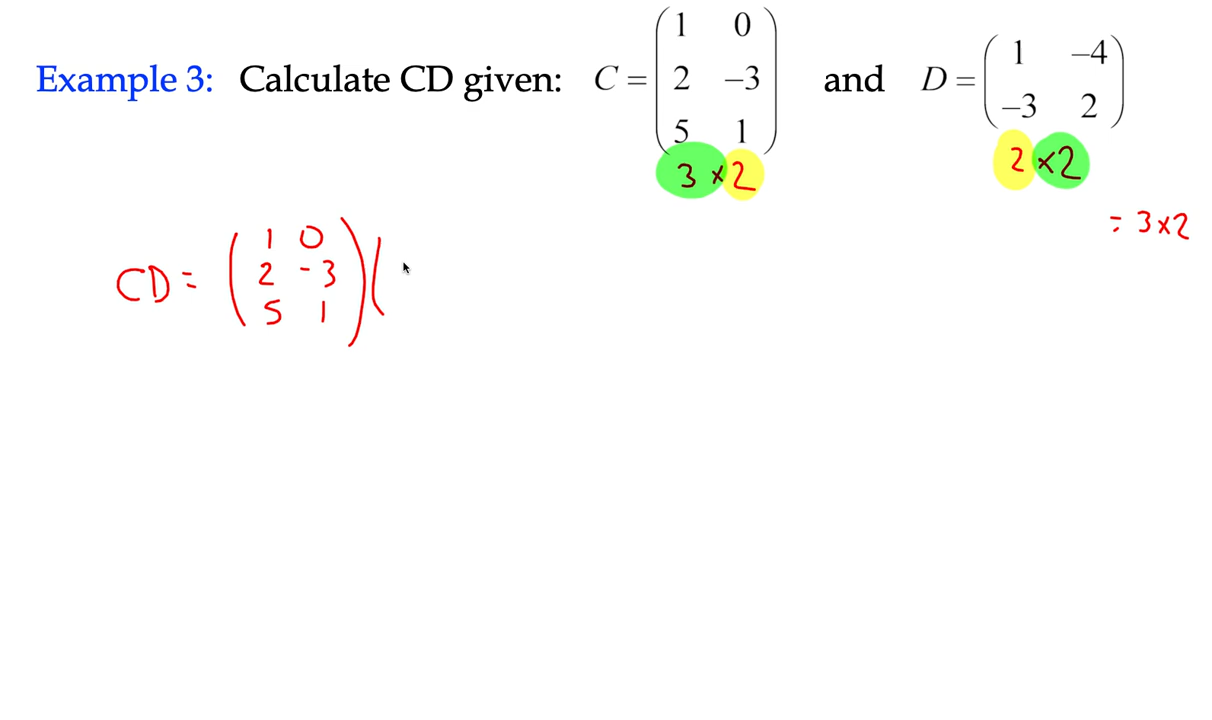 Example 3: Calculate CD given: C = ( 1 0 and D = ( 1 −4
2 −3 −3 2 )
5 1 )
3 × 2 2 × 2
= 3 × 2
CD = ( 1 0
2 -3
5 1 ) (